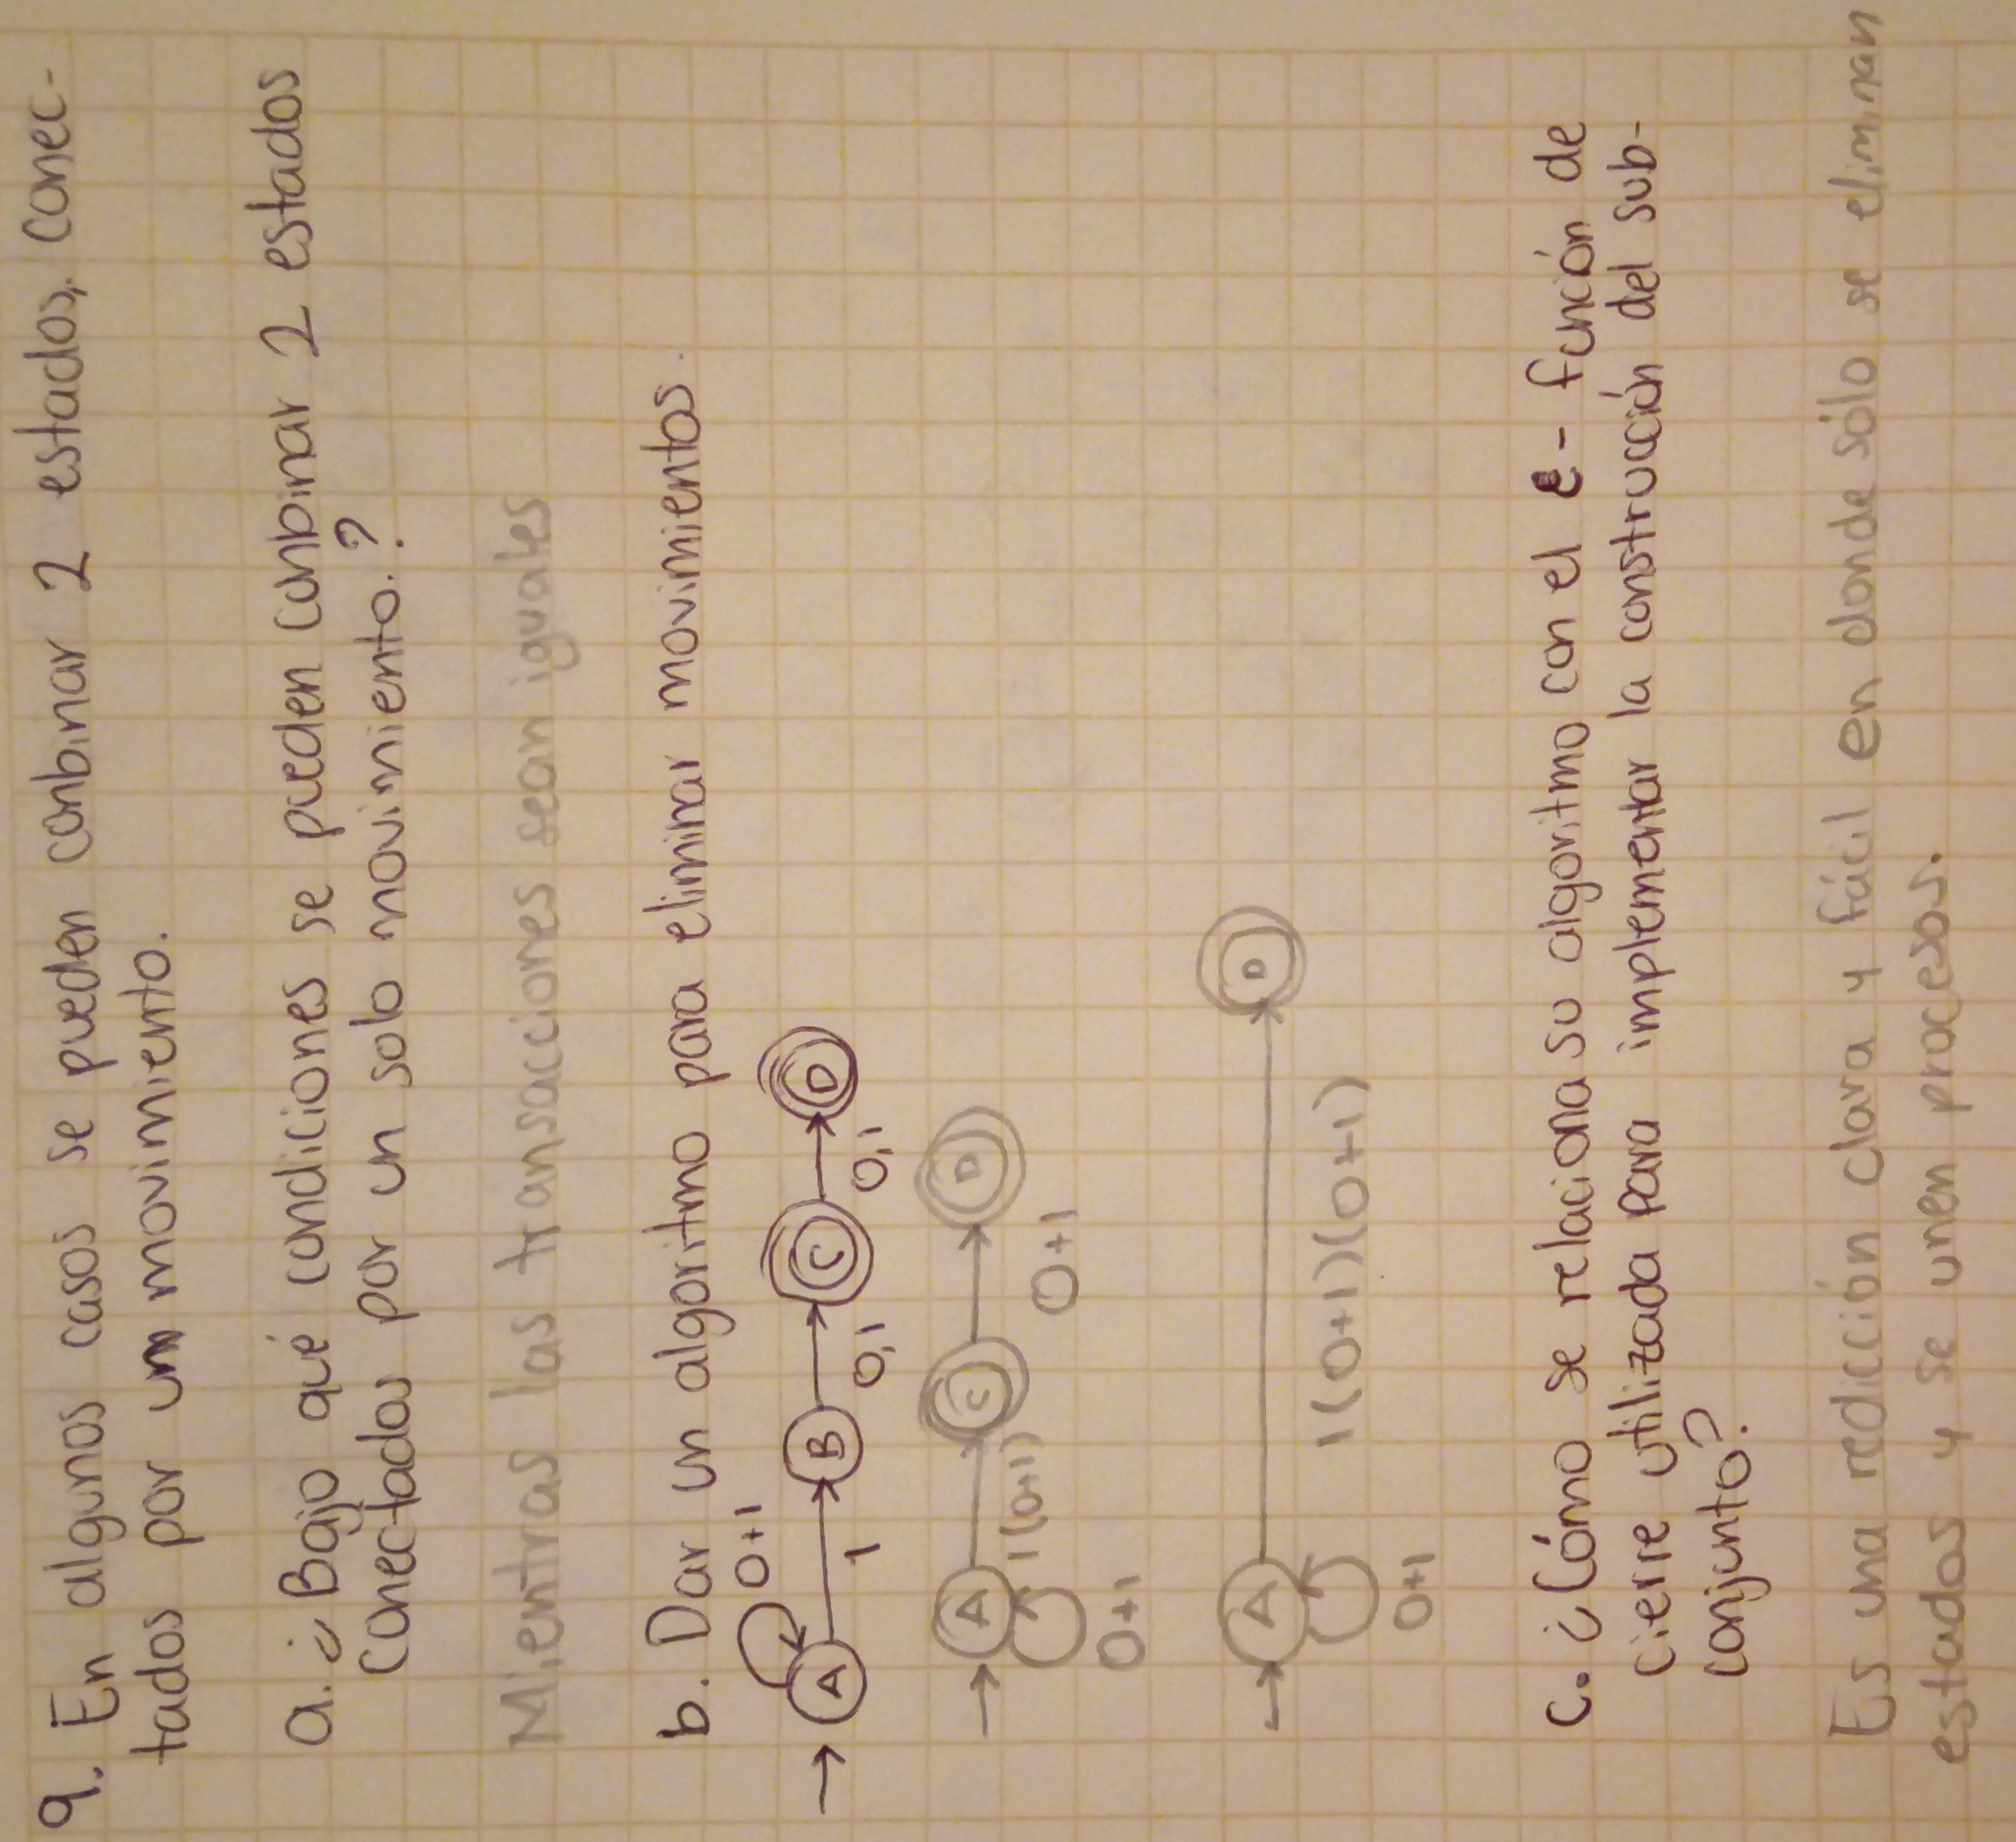 9. En algunos casos se pueden conbinar 2 estados, conec-
tados por un movimiento.
a. ¿Bajo qué condiciones se pueden conbinar 2 estados
conectados por un solo movimiento.?
Mientras las transacciones sean iguales
b. Dar un algoritmo para eliminar movimientos.
0+1
A B C D
1 0,1 0,1
A C D
1(0+1) 0+1
0+1
A D
1(0+1)(0+1)
0+1
c. ¿Cómo se relaciona su algoritmo con el ε- función de
cierre utilizada para implementar la construcción del sub-
conjunto?
Es una redicción clara y fácil en donde sólo se eliminan
estados y se unen procesos.